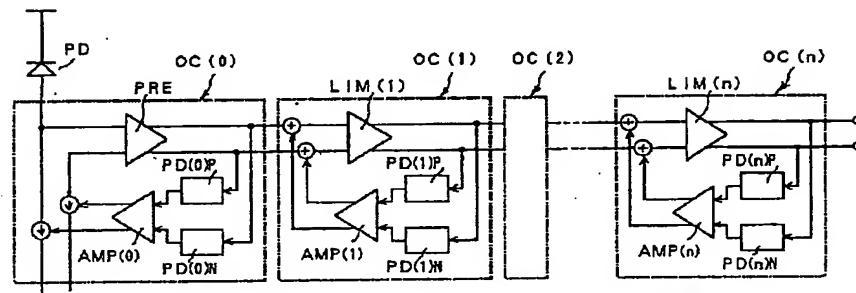 PD
OC (0)
PRE
PD(0)P
AMP(0)
PD(0)N
OC (1)
LIM(1)
PD(1)P
AMP(1)
PD(1)N
OC (2)
OC (n)
LIM(n)
PD(n)P
AMP(n)
PD(n)N